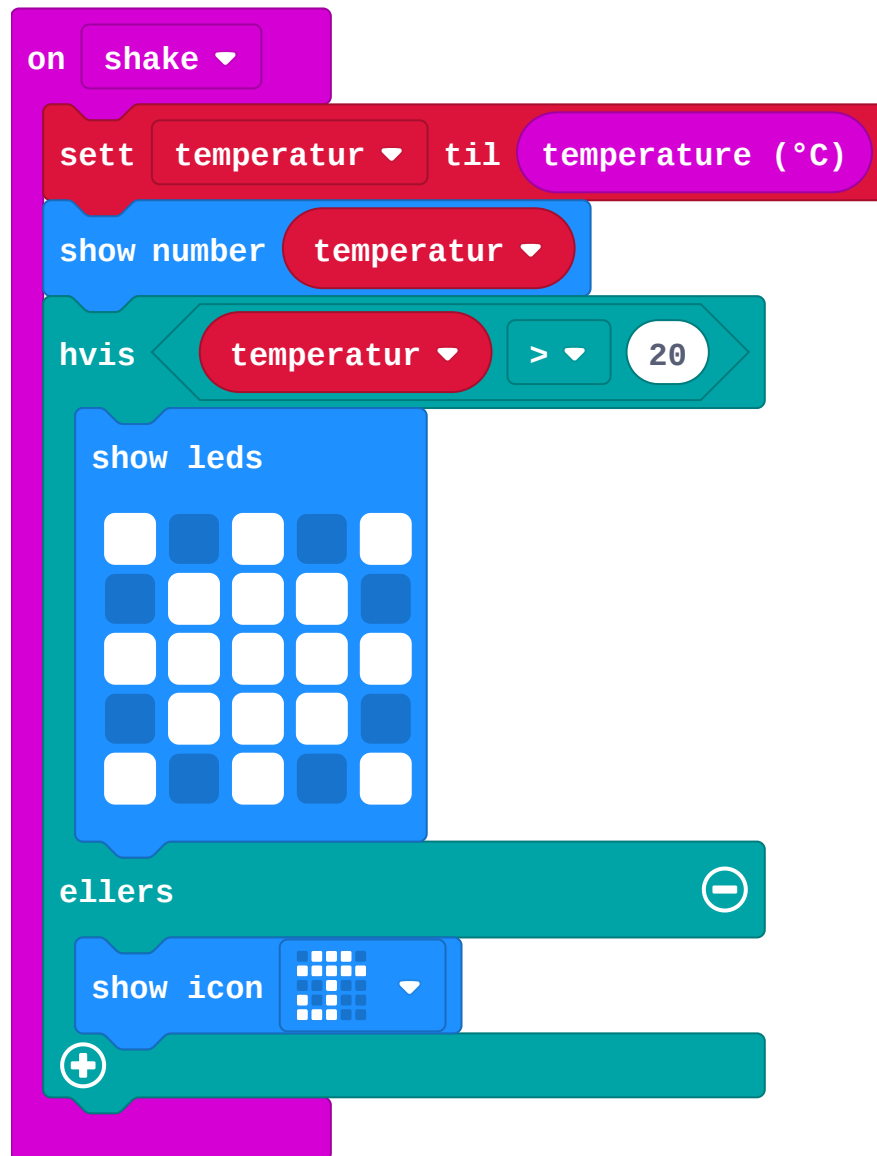 on shake
sett temperatur til temperature (°C)
show number temperatur
hvis temperatur > 20
show leds
ellers
show icon